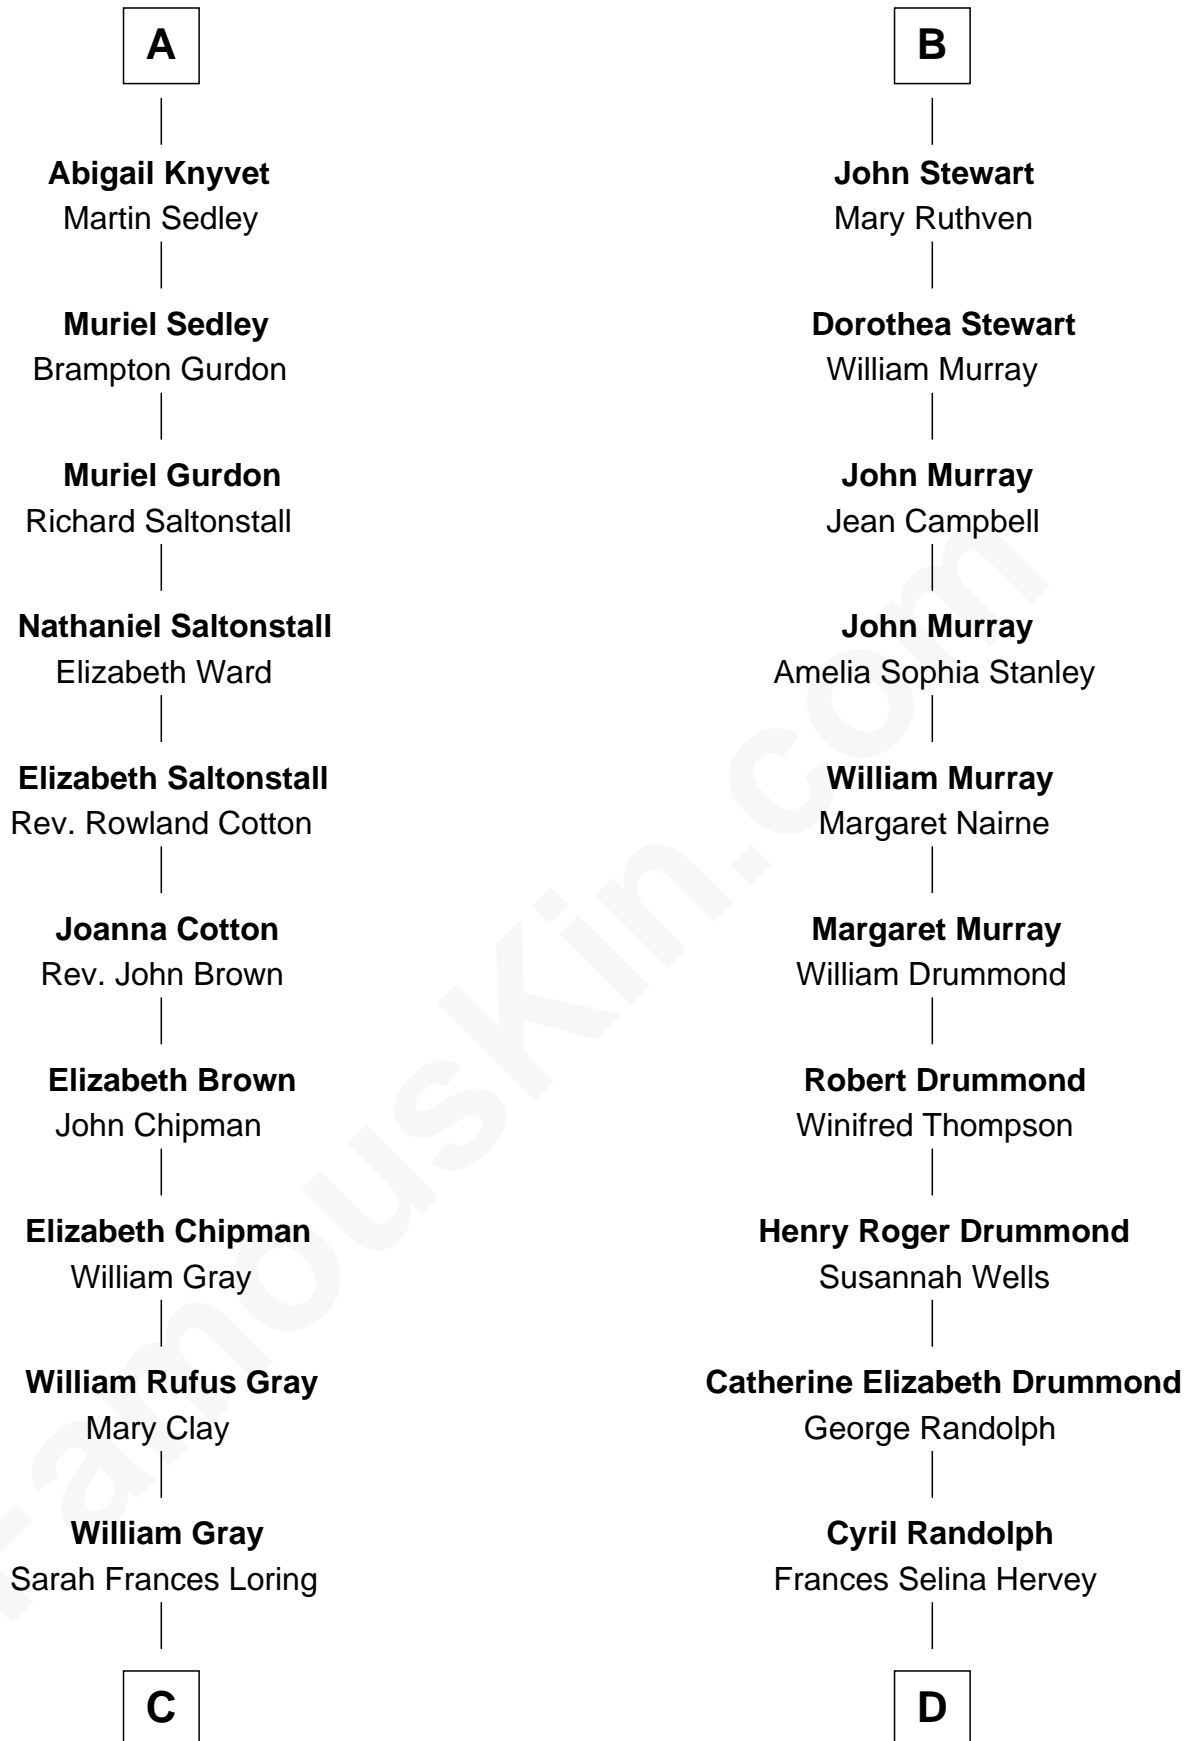 A
Abigail Knyvet
Martin Sedley
Muriel Sedley
Brampton Gurdon
Muriel Gurdon
Richard Saltonstall
Nathaniel Saltonstall
Elizabeth Ward
Elizabeth Saltonstall
Rev. Rowland Cotton
Joanna Cotton
Rev. John Brown
Elizabeth Brown
John Chipman
Elizabeth Chipman
William Gray
William Rufus Gray
Mary Clay
William Gray
Sarah Frances Loring
C
B
John Stewart
Mary Ruthven
Dorothea Stewart
William Murray
John Murray
Jean Campbell
John Murray
Amelia Sophia Stanley
William Murray
Margaret Nairne
Margaret Murray
William Drummond
Robert Drummond
Winifred Thompson
Henry Roger Drummond
Susannah Wells
Catherine Elizabeth Drummond
George Randolph
Cyril Randolph
Frances Selina Hervey
D
FamousKin.com